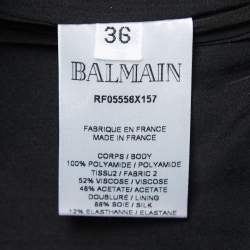 36
BALMAIN
RF05556X157
FABRIQUE EN FRANCE
MADE IN FRANCE
CORPS / BODY
100% POLYAMIDE / POLYAMIDE
TISSU2 / FABRIC 2
52% VISCOSE / VISCOSE
48% ACETATE / ACETATE
DOUBLURE / LINING
88% SOIE / SILK
12% ELASTHANNE / ELASTANE